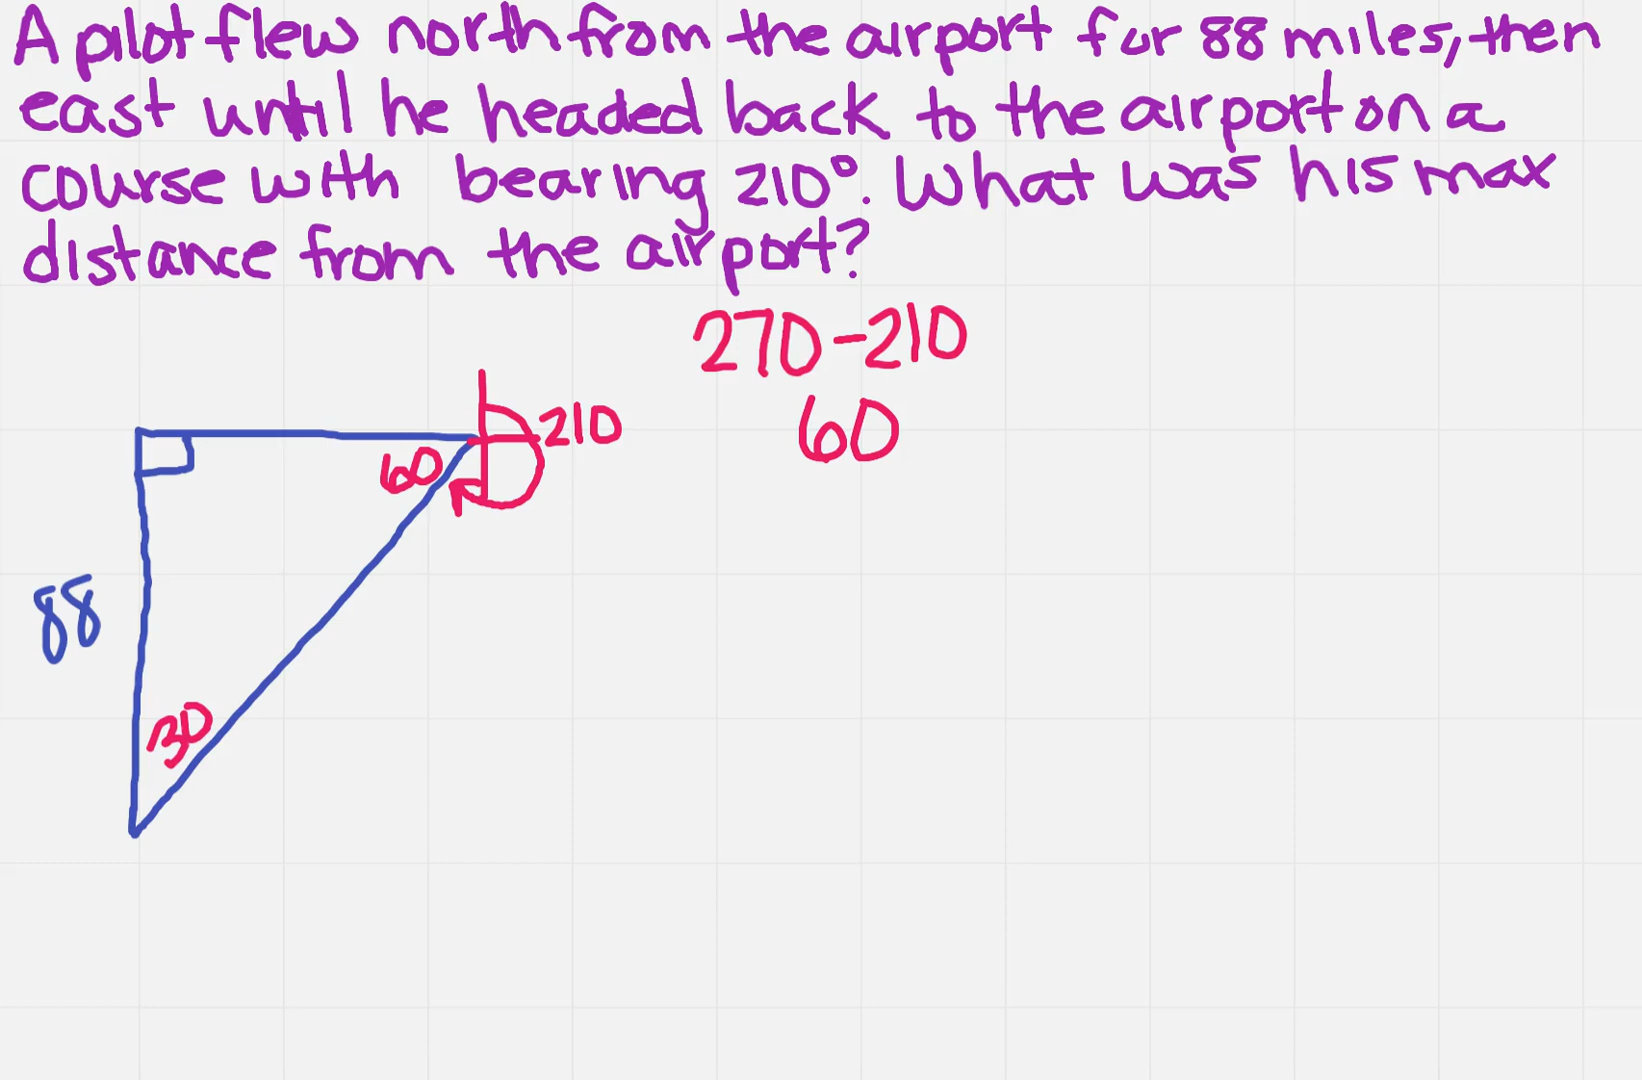 A pilot flew north from the airport for 88 miles, then
east until he headed back to the airport on a
course with bearing 210°. What was his max
distance from the airport?
270-210
60
210
60
88
30